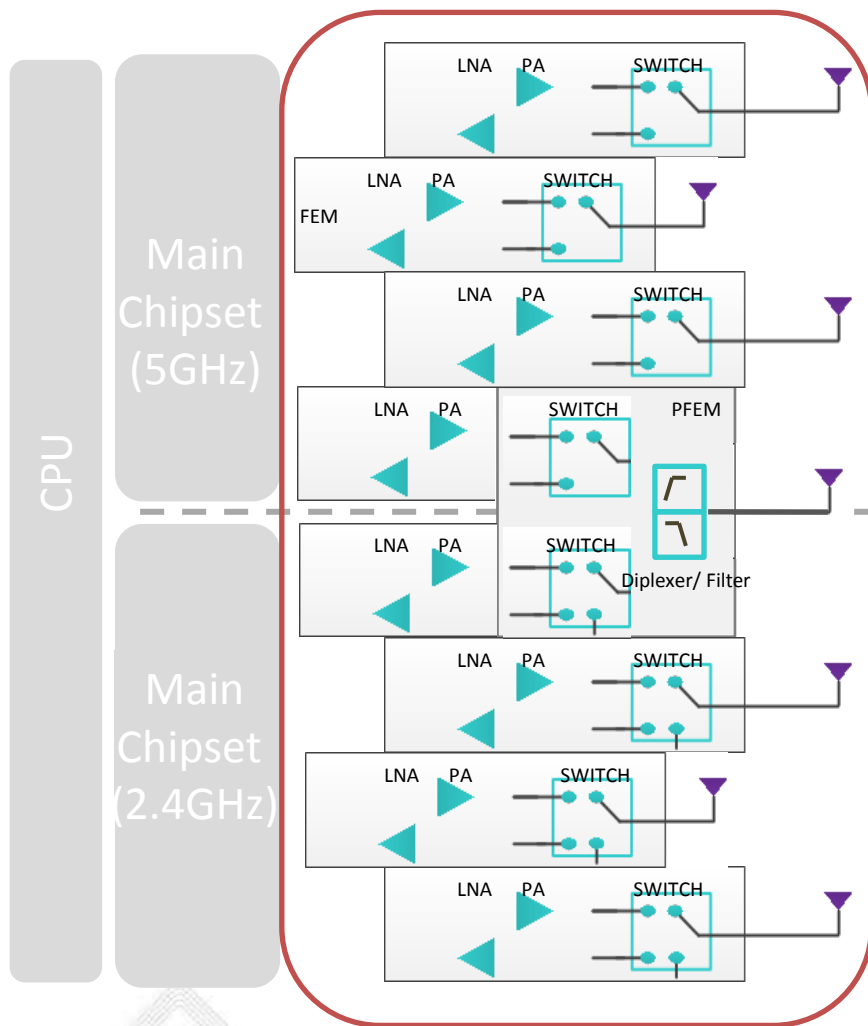 CPU
Main
Chipset
(5GHz)
Main
Chipset
(2.4GHz)
LNA PA SWITCH
LNA PA SWITCH
FEM
LNA PA SWITCH
LNA PA SWITCH PFEM
LNA PA SWITCH
Diplexer/ Filter
LNA PA SWITCH
LNA PA SWITCH
LNA PA SWITCH